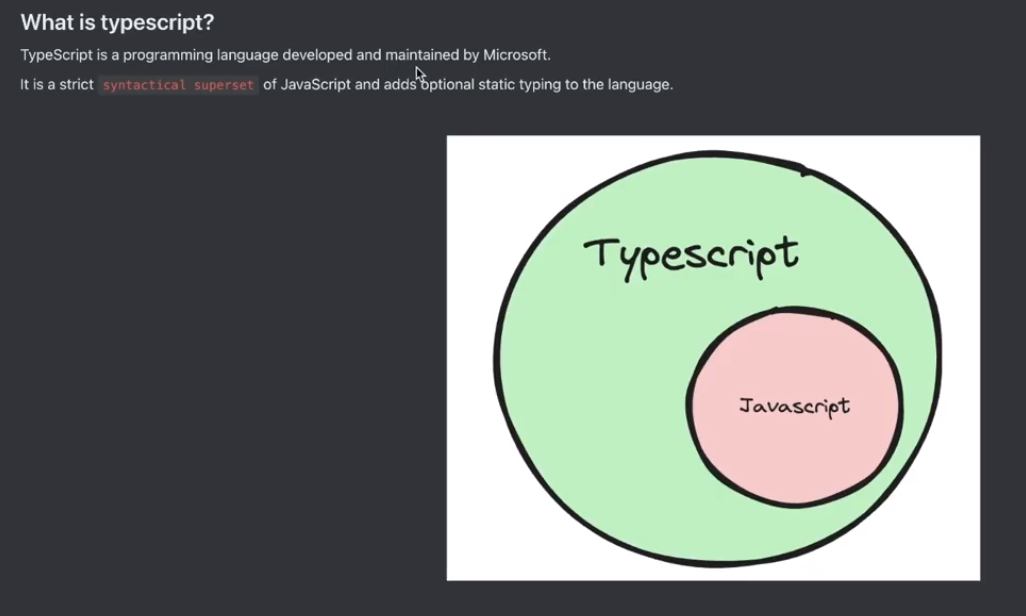 What is typescript?
TypeScript is a programming language developed and maintained by Microsoft.
It is a strict syntactical superset of JavaScript and adds optional static typing to the language.
Typescript
Javascript